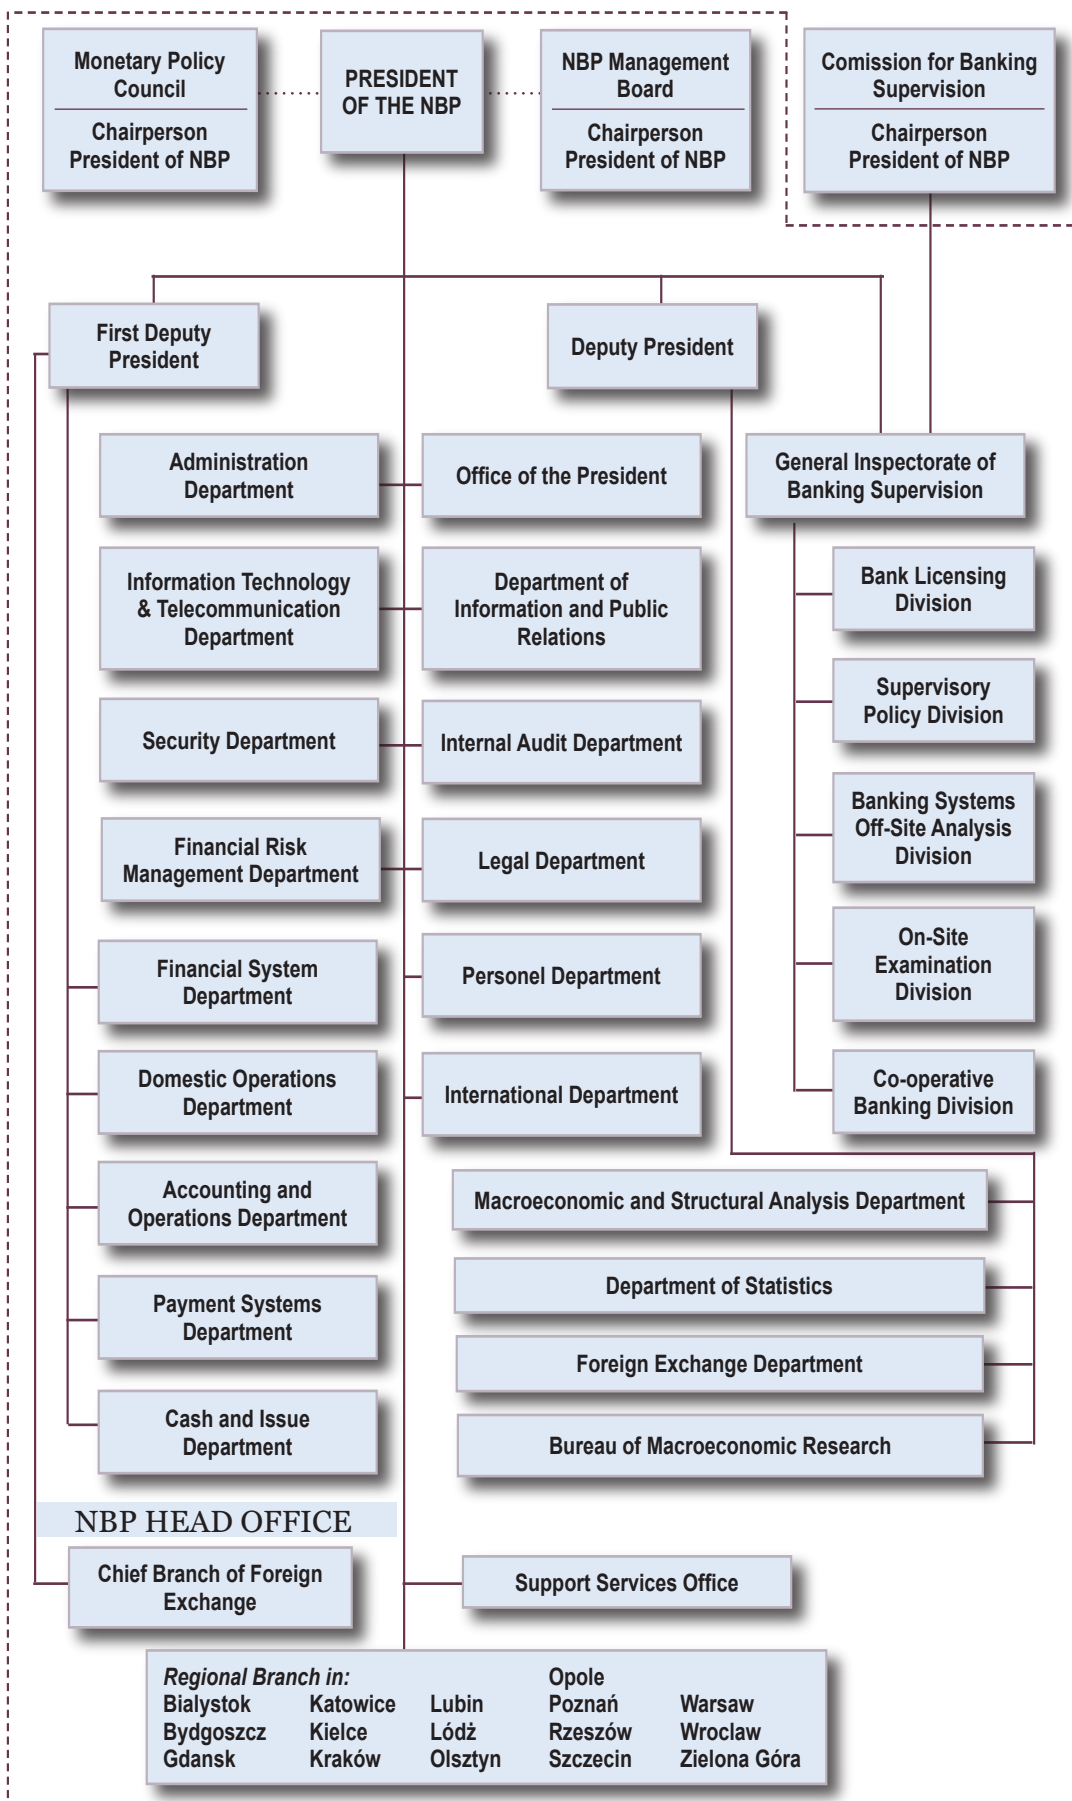 Monetary Policy
Council
Chairperson
President of NBP
PRESIDENT
OF THE NBP
NBP Management
Board
Chairperson
President of NBP
Comission for Banking
Supervision
Chairperson
President of NBP
First Deputy
President
Deputy President
Administration
Department
Office of the President
General Inspectorate of
Banking Supervision
Information Technology
& Telecommunication
Department
Department of
Information and Public
Relations
Bank Licensing
Division
Security Department
Internal Audit Department
Supervisory
Policy Division
Financial Risk
Management Department
Legal Department
Banking Systems
Off-Site Analysis
Division
Financial System
Department
Personel Department
On-Site
Examination
Division
Domestic Operations
Department
International Department
Co-operative
Banking Division
Accounting and
Operations Department
Macroeconomic and Structural Analysis Department
Payment Systems
Department
Department of Statistics
Foreign Exchange Department
Cash and Issue
Department
Bureau of Macroeconomic Research
NBP HEAD OFFICE
Chief Branch of Foreign
Exchange
Support Services Office
Regional Branch in: Opole
Bialystok Katowice Lubin Poznań Warsaw
Bydgoszcz Kielce Lódż Rzeszów Wroclaw
Gdansk Kraków Olsztyn Szczecin Zielona Góra